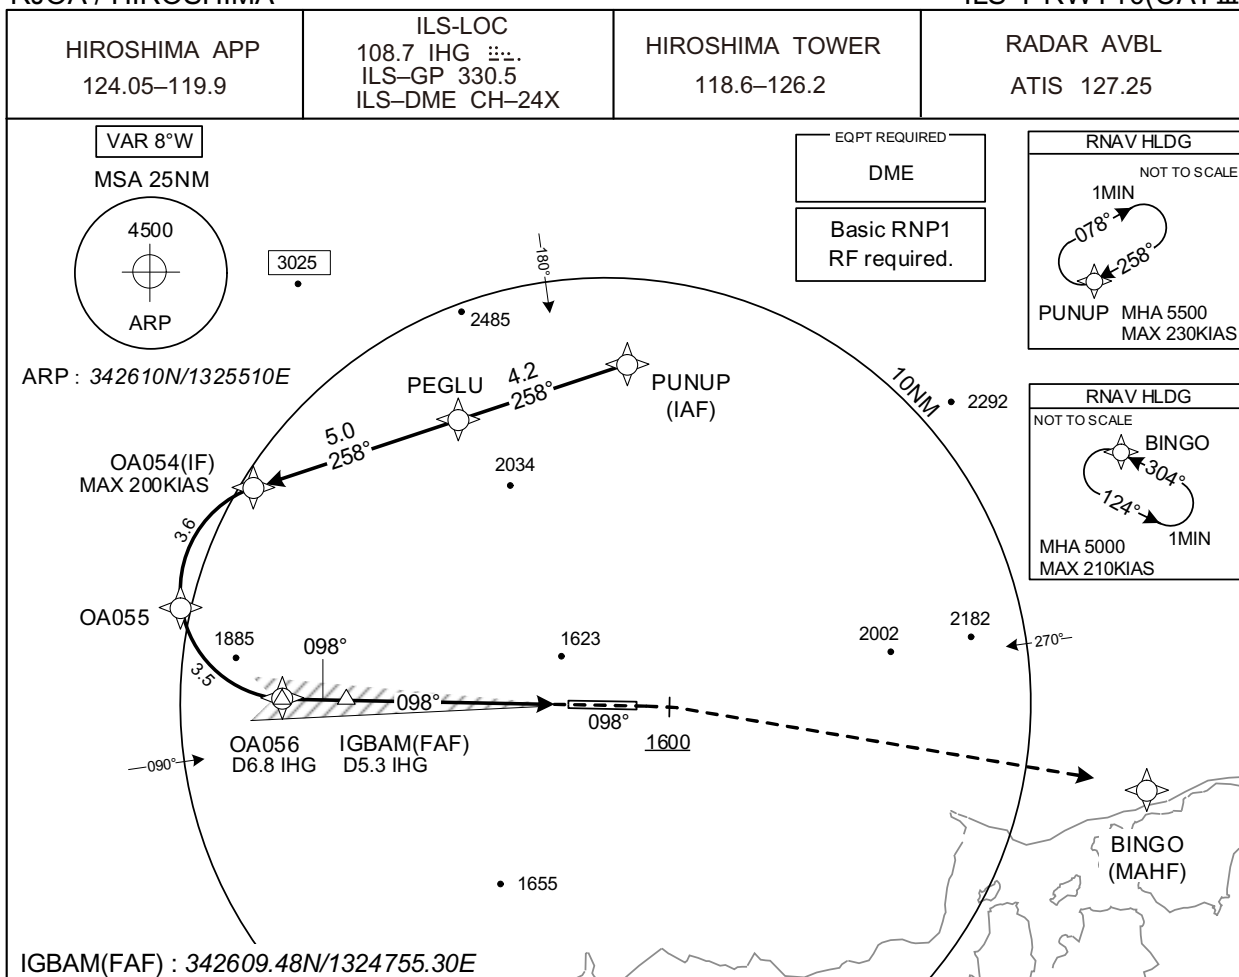 RJOA / HIROSHIMA
HIROSHIMA APP
124.05–119.9
ILS-LOC
108.7 IHG
ILS–GP 330.5
ILS–DME CH–24X
HIROSHIMA TOWER
118.6–126.2
RADAR AVBL
ATIS 127.25
VAR 8°W
MSA 25NM
4500
ARP
ARP : 342610N/1325510E
3025
EQPT REQUIRED
DME
Basic RNP1
RF required.
RNAV HLDG
NOT TO SCALE
1MIN
078°
258°
PUNUP
MHA 5500
MAX 230KIAS
RNAV HLDG
NOT TO SCALE
BINGO
304°
124°
1MIN
MHA 5000
MAX 210KIAS
180°
2485
PEGLU
4.2
258°
PUNUP
(IAF)
10NM
2292
5.0
258°
OA054(IF)
MAX 200KIAS
2034
3.6
OA055
3.5
1885
098°
1623
2002
2182
270°
098°
098°
1600
OA056
D6.8 IHG
IGBAM(FAF)
D5.3 IHG
090°
BINGO
(MAHF)
1655
IGBAM(FAF) : 342609.48N/1324755.30E